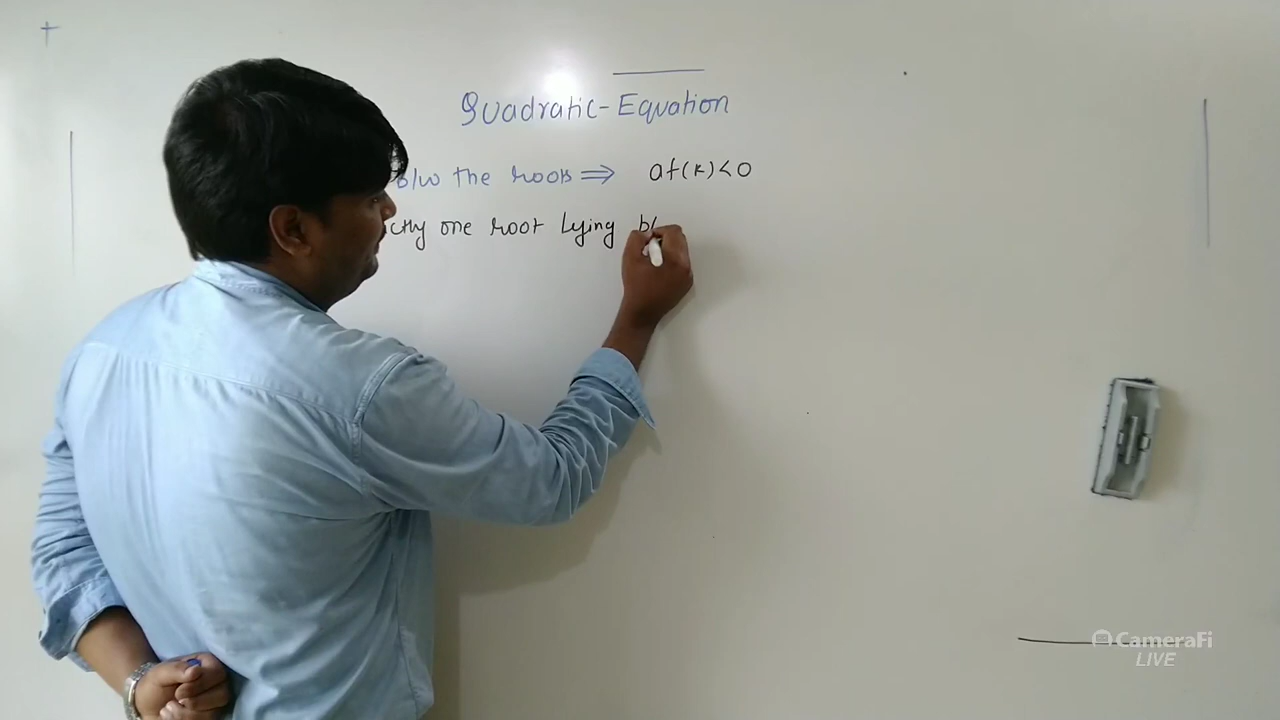 Quadratic-Equation
b/w the roots ⇒ af(k)<0
ctly one root lying b/
CameraFi
LIVE